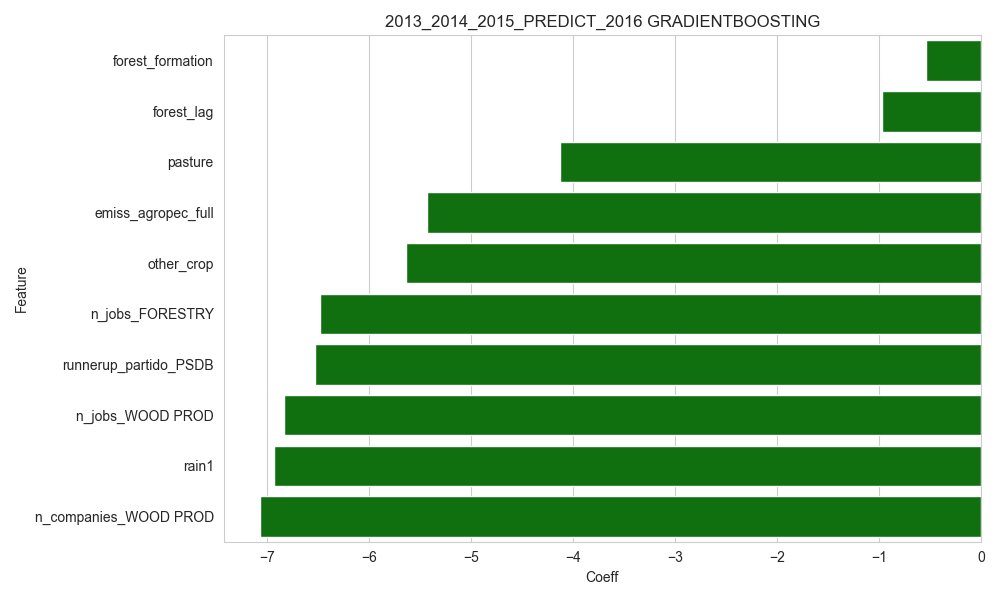 2013_2014_2015_PREDICT_2016 GRADIENTBOOSTING
forest_formation
forest_lag
pasture
emiss_agropec_full
other_crop
n_jobs_FORESTRY
runnerup_partido_PSDB
n_jobs_WOOD PROD
rain1
n_companies_WOOD PROD
Feature
−7 −6 −5 −4 −3 −2 −1 0
Coeff